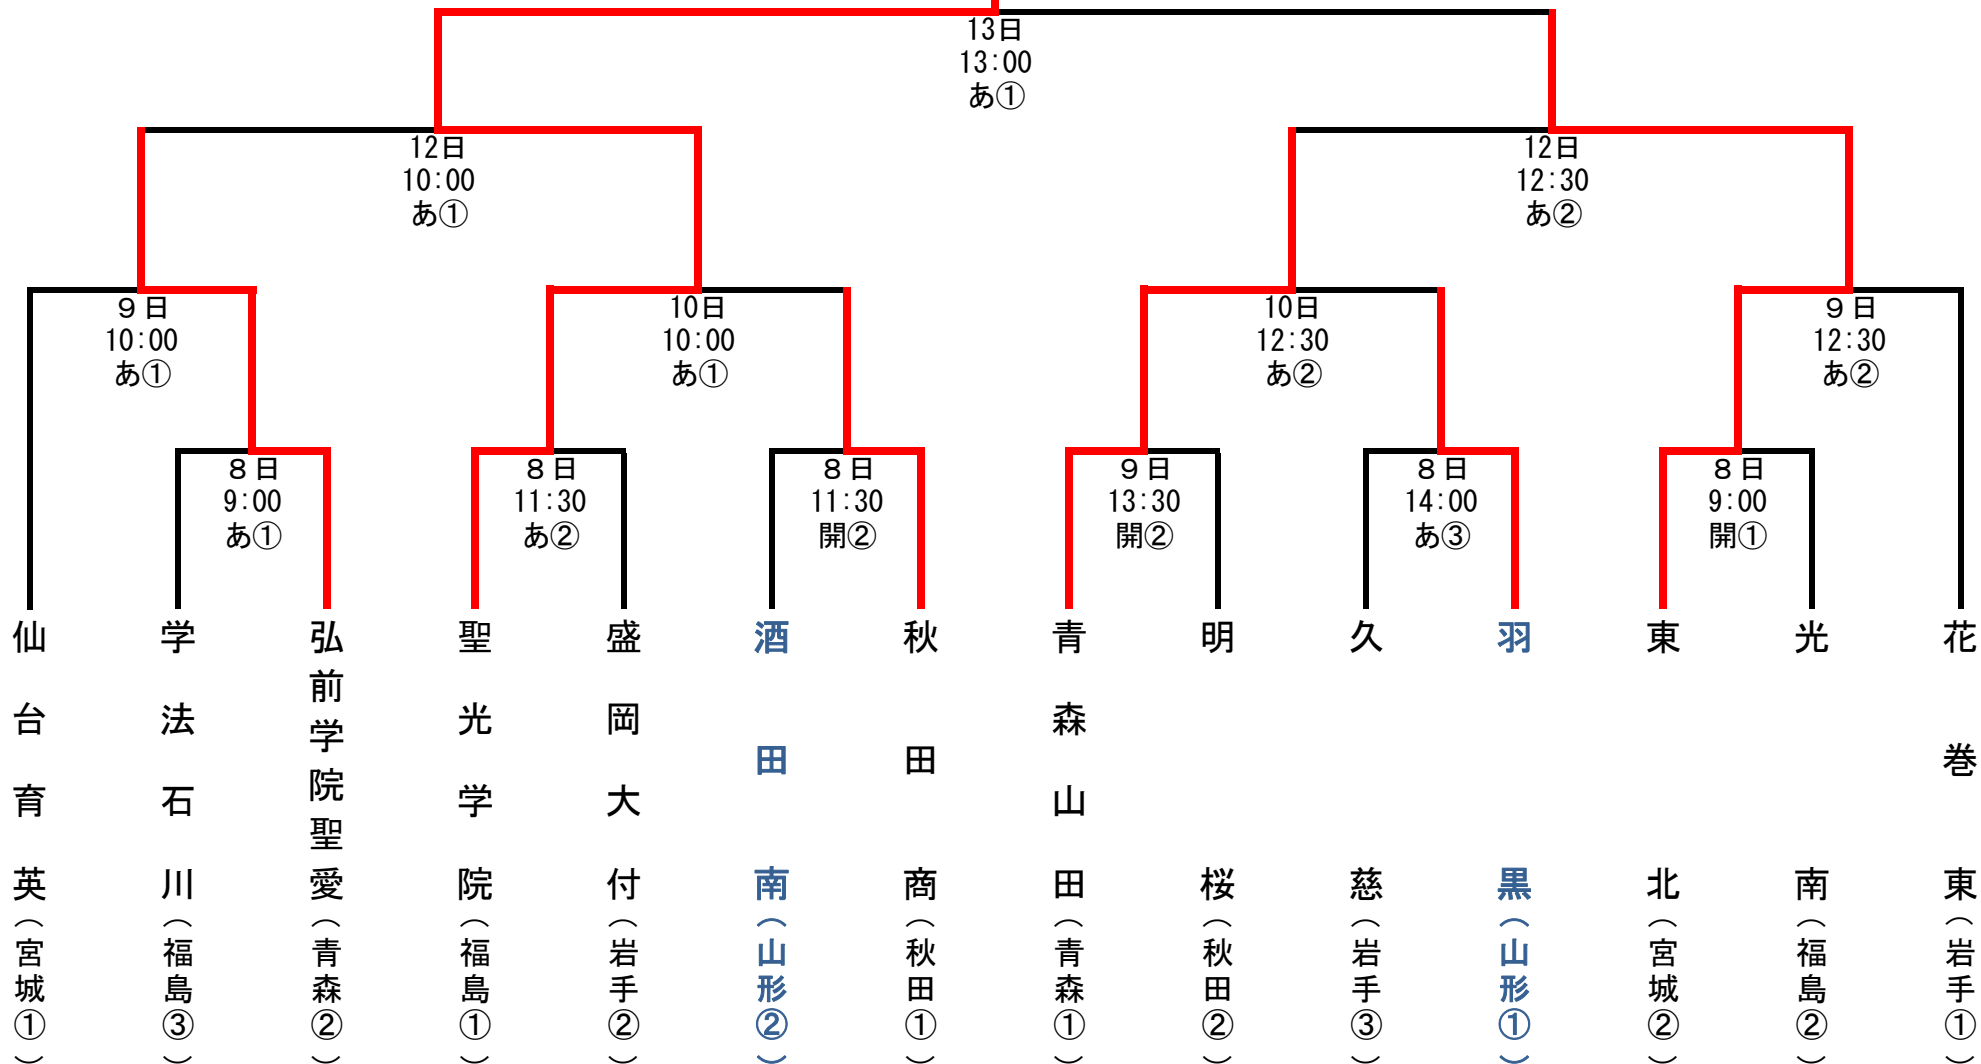 13日
13:00
あ①
12日
10:00
あ①
12日
12:30
あ②
９日
10:00
あ①
10日
10:00
あ①
10日
12:30
あ②
９日
12:30
あ②
８日
9:00
あ①
８日
11:30
あ②
８日
11:30
開②
９日
13:30
開②
８日
14:00
あ③
８日
9:00
開①
仙台育英（宮城①）
学法石川（福島③）
弘前学院聖愛（青森②）
聖光学院（福島①）
盛岡大付（岩手②）
酒田南（山形②）
秋田商（秋田①）
青森山田（青森①）
明桜（秋田②）
久慈（岩手③）
羽黒（山形①）
東北（宮城②）
光南（福島②）
花巻東（岩手①）